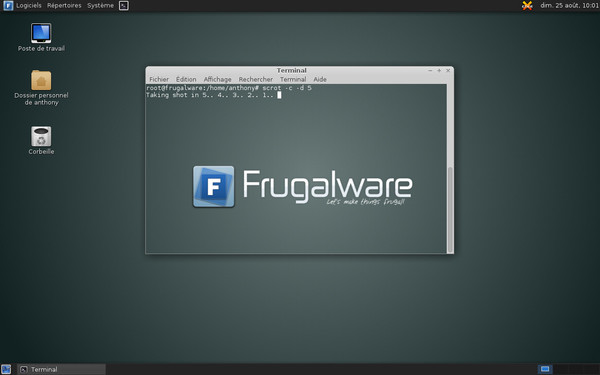 Logiciels Répertoires Système
dim. 25 août, 10:01
Poste de travail
Dossier personnel
de anthony
Corbeille
Terminal
Fichier Édition Affichage Rechercher Terminal Aide
root@frugalware:/home/anthony# scrot -c -d 5
Taking shot in 5.. 4.. 3.. 2.. 1..
F Frugalware
Let's make things frugal!
Terminal